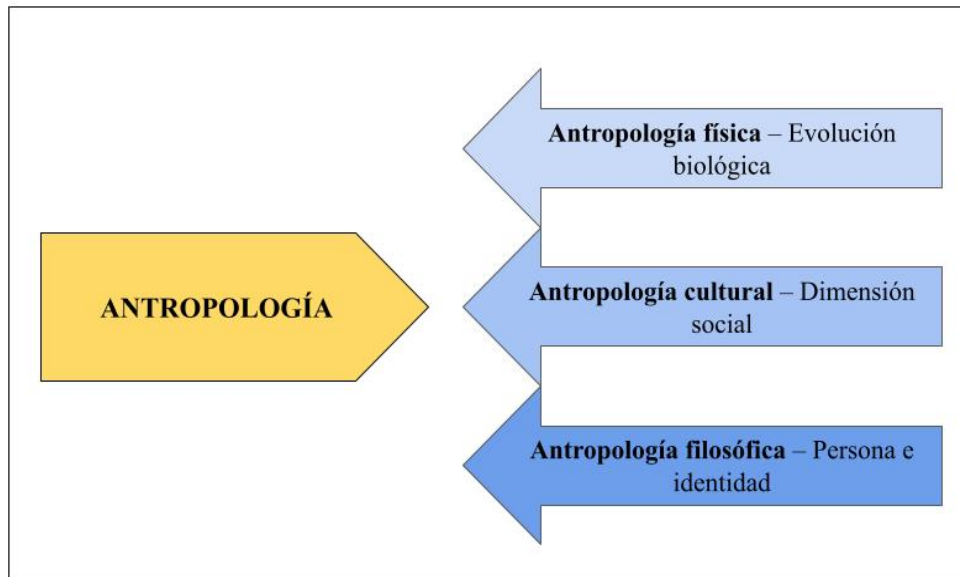 ANTROPOLOGÍA
Antropología física – Evolución
biológica
Antropología cultural – Dimensión
social
Antropología filosófica – Persona e
identidad